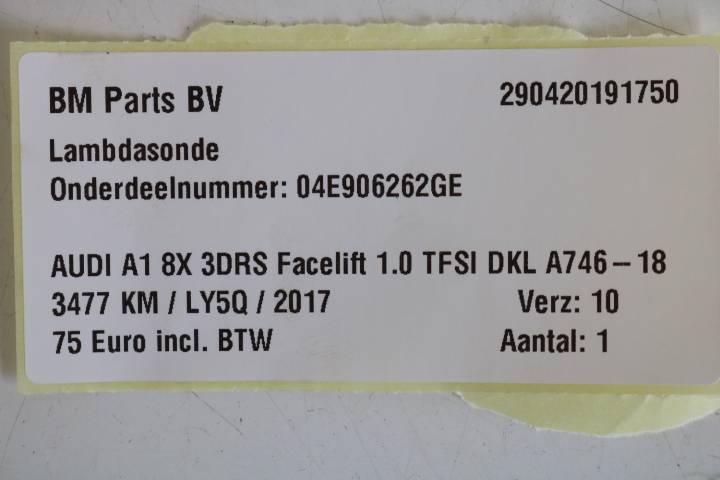 BM Parts BV 290420191750
Lambdasonde
Onderdeelnummer: 04E906262GE
AUDI A1 8X 3DRS Facelift 1.0 TFSI DKL A746-18
3477 KM / LY5Q / 2017 Verz: 10
75 Euro incl. BTW Aantal: 1